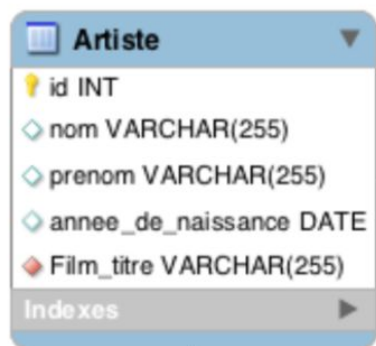 Artiste
id INT
nom VARCHAR(255)
prenom VARCHAR(255)
annee_de_naissance DATE
Film_titre VARCHAR(255)
Indexes